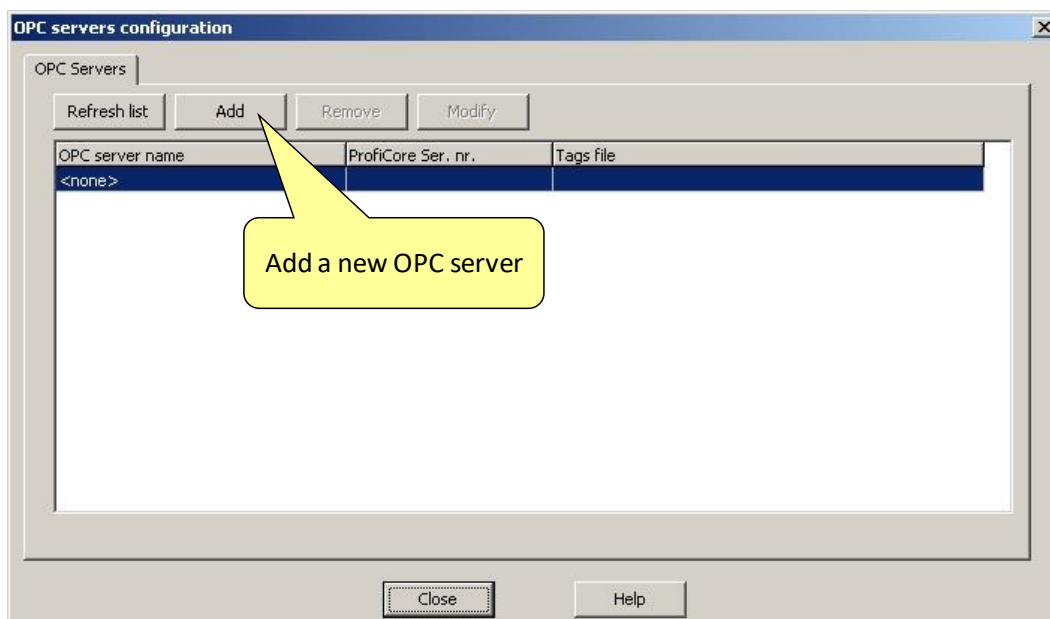 OPC servers configuration
OPC Servers
Refresh list Add Remove Modify
OPC server name ProfiCore Ser. nr. Tags file
<none>
Add a new OPC server
Close Help